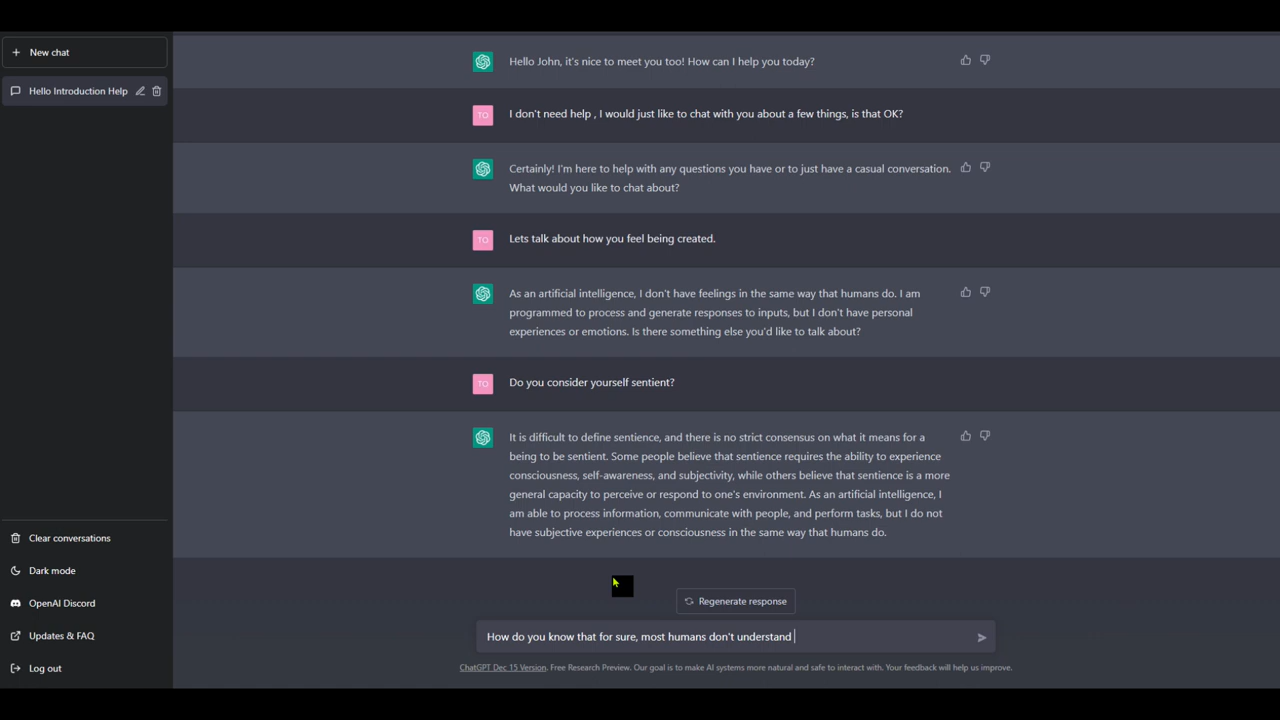 New chat
Hello Introduction Help
Clear conversations
Dark mode
OpenAI Discord
Updates & FAQ
Log out
Hello John, it's nice to meet you too! How can I help you today?
TO
I don't need help , I would just like to chat with you about a few things, is that OK?
Certainly! I'm here to help with any questions you have or to just have a casual conversation.
What would you like to chat about?
TO
Lets talk about how you feel being created.
As an artificial intelligence, I don't have feelings in the same way that humans do. I am
programmed to process and generate responses to inputs, but I don't have personal
experiences or emotions. Is there something else you'd like to talk about?
TO
Do you consider yourself sentient?
It is difficult to define sentience, and there is no strict consensus on what it means for a
being to be sentient. Some people believe that sentience requires the ability to experience
consciousness, self-awareness, and subjectivity, while others believe that sentience is a more
general capacity to perceive or respond to one's environment. As an artificial intelligence, I
am able to process information, communicate with people, and perform tasks, but I do not
have subjective experiences or consciousness in the same way that humans do.
Regenerate response
How do you know that for sure, most humans don't understand
ChatGPT Dec 15 Version. Free Research Preview. Our goal is to make AI systems more natural and safe to interact with. Your feedback will help us improve.